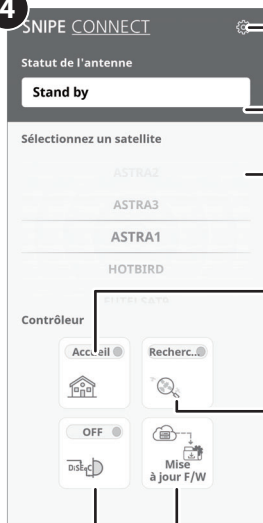 4
SNIPE CONNECT
Statut de l'antenne
Stand by
Sélectionnez un satellite
ASTRA2
ASTRA3
ASTRA1
HOTBIRD
Contrôleur
Accueil
Recherc...
OFF
DiSEqC
Mise
à jour F/W